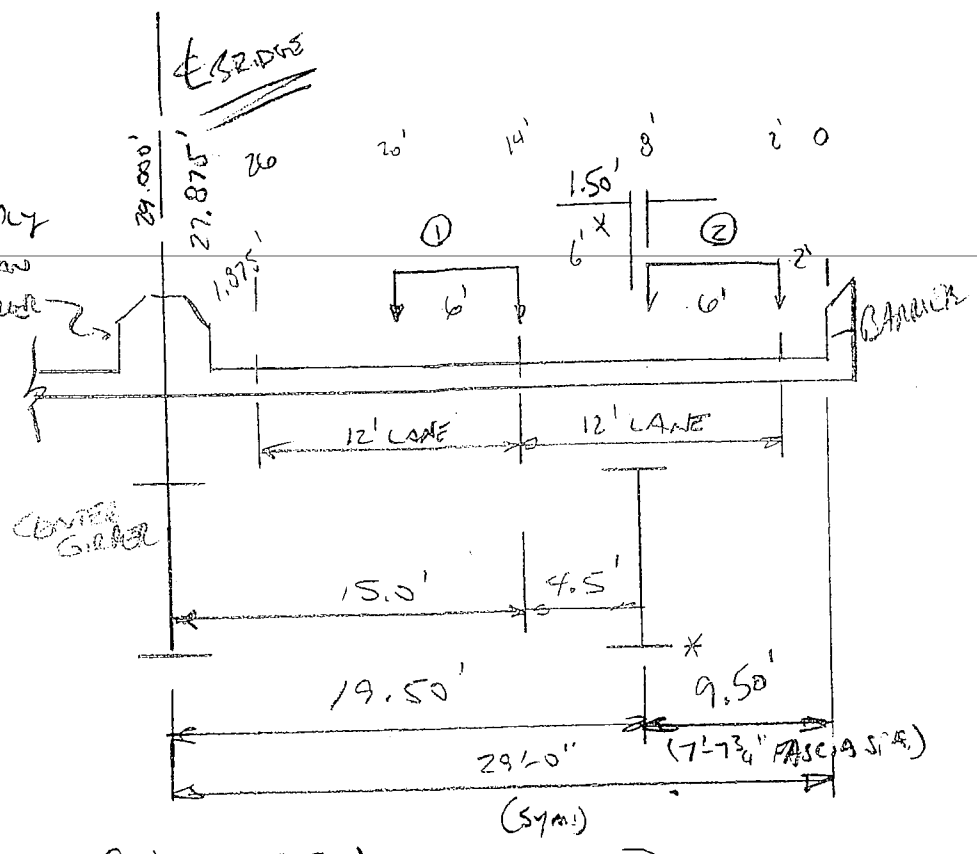 ℄ BRIDGE
29.000'
27.875'
26
20'
14'
8'
2'
0
1.50'
1.875'
①
6' X
②
2'
6'
6'
BARRIER
12' LANE
12' LANE
CENTER
GIRDER
15.0'
4.5'
*
19.50'
9.50'
(7'-7¾" FASCIA
29'-0"
(SYM)